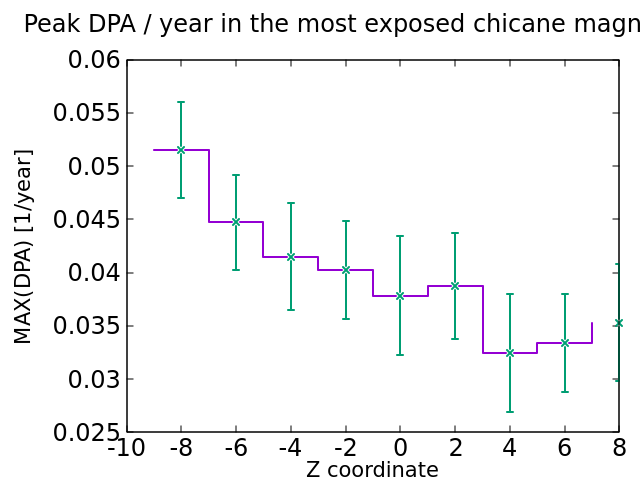 Peak DPA / year in the most exposed chicane magn
0.06
0.055
0.05
0.045
0.04
0.035
0.03
0.025
MAX(DPA) [1/year]
-10 -8 -6 -4 -2 0 2 4 6 8
Z coordinate